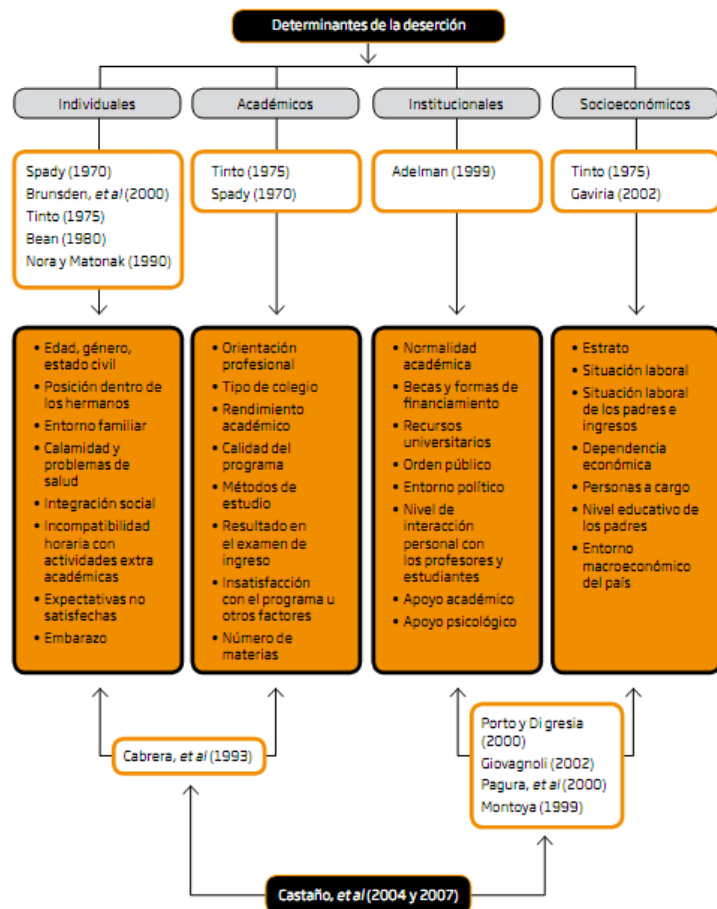 Determinantes de la deserción
Individuales
Académicos
Institucionales
Socioeconómicos
Spady (1970)
Brunsden, et al (2000)
Tinto (1975)
Bean (1980)
Nora y Matonak (1990)
Tinto (1975)
Spady (1970)
Adelman (1999)
Tinto (1975)
Gaviria (2002)
• Edad, género,
estado civil
• Posición dentro de
los hermanos
• Entorno familiar
• Calamidad y
problemas de
salud
• Integración social
• Incompatibilidad
horaria con
actividades extra
académicas
• Expectativas no
satisfechas
• Embarazo
• Orientación
profesional
• Tipo de colegio
• Rendimiento
académico
• Calidad del
programa
• Métodos de
estudio
• Resultado en
el examen de
ingreso
• Insatisfacción
con el programa u
otros factores
• Número de
materias
• Normalidad
académica
• Becas y formas de
financiamiento
• Recursos
universitarios
• Orden público
• Entorno político
• Nivel de
interacción
personal con
los profesores y
estudiantes
• Apoyo académico
• Apoyo psicológico
• Estrato
• Situación laboral
• Situación laboral
de los padres e
ingresos
• Dependencia
económica
• Personas a cargo
• Nivel educativo de
los padres
• Entorno
macroeconómico
del país
Cabrera, et al (1993)
Porto y Di gresia
(2000)
Giovagnoli (2002)
Pagura, et al (2000)
Montoya (1999)
Castaño, et al (2004 y 2007)